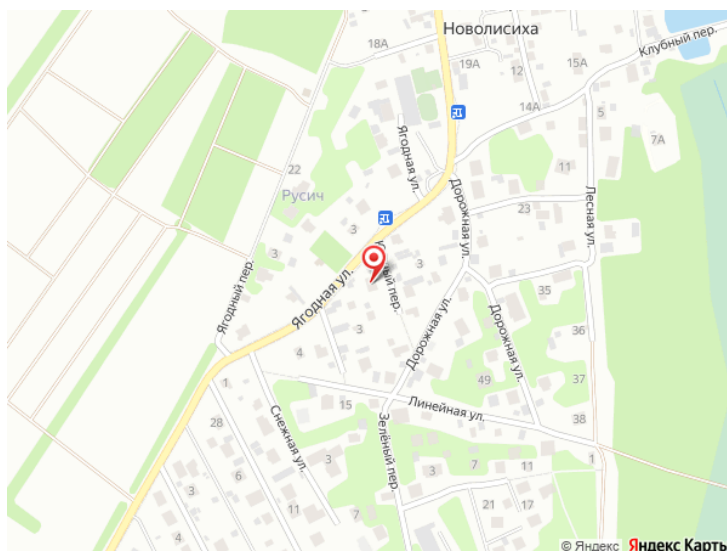 Новолисиха
18А
Клубный пер.
19А
12
15А
14А
5
7А
Ягодная ул.
22
11
Русич
Дорожная ул.
23
Лесная ул.
3
3
3
Ягодный пер.
Ягодная ул.
пер.
35
Дорожная ул.
Дорожная ул.
36
3
4
49
37
1
15
Линейная ул.
38
28
Снежная ул.
Зелёный пер.
1
6
3
3
7
11
11
21
17
4
7
3
© Яндекс Яндекс Карты